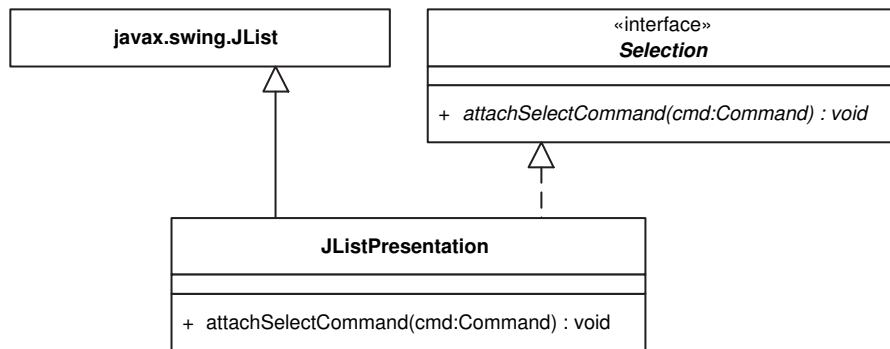 javax.swing.JList
«interface»
Selection
+ attachSelectCommand(cmd:Command) : void
JListPresentation
+ attachSelectCommand(cmd:Command) : void